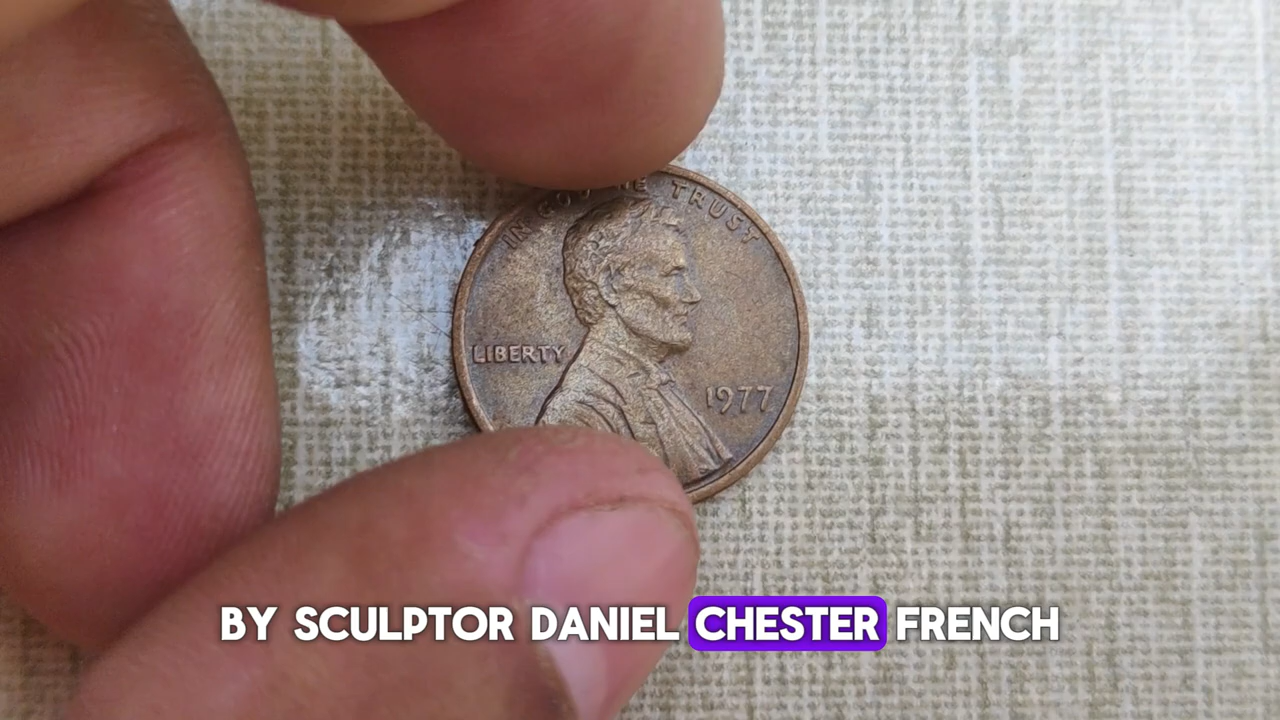 IN GOD WE TRUST
LIBERTY
1977
BY SCULPTOR DANIEL CHESTER FRENCH